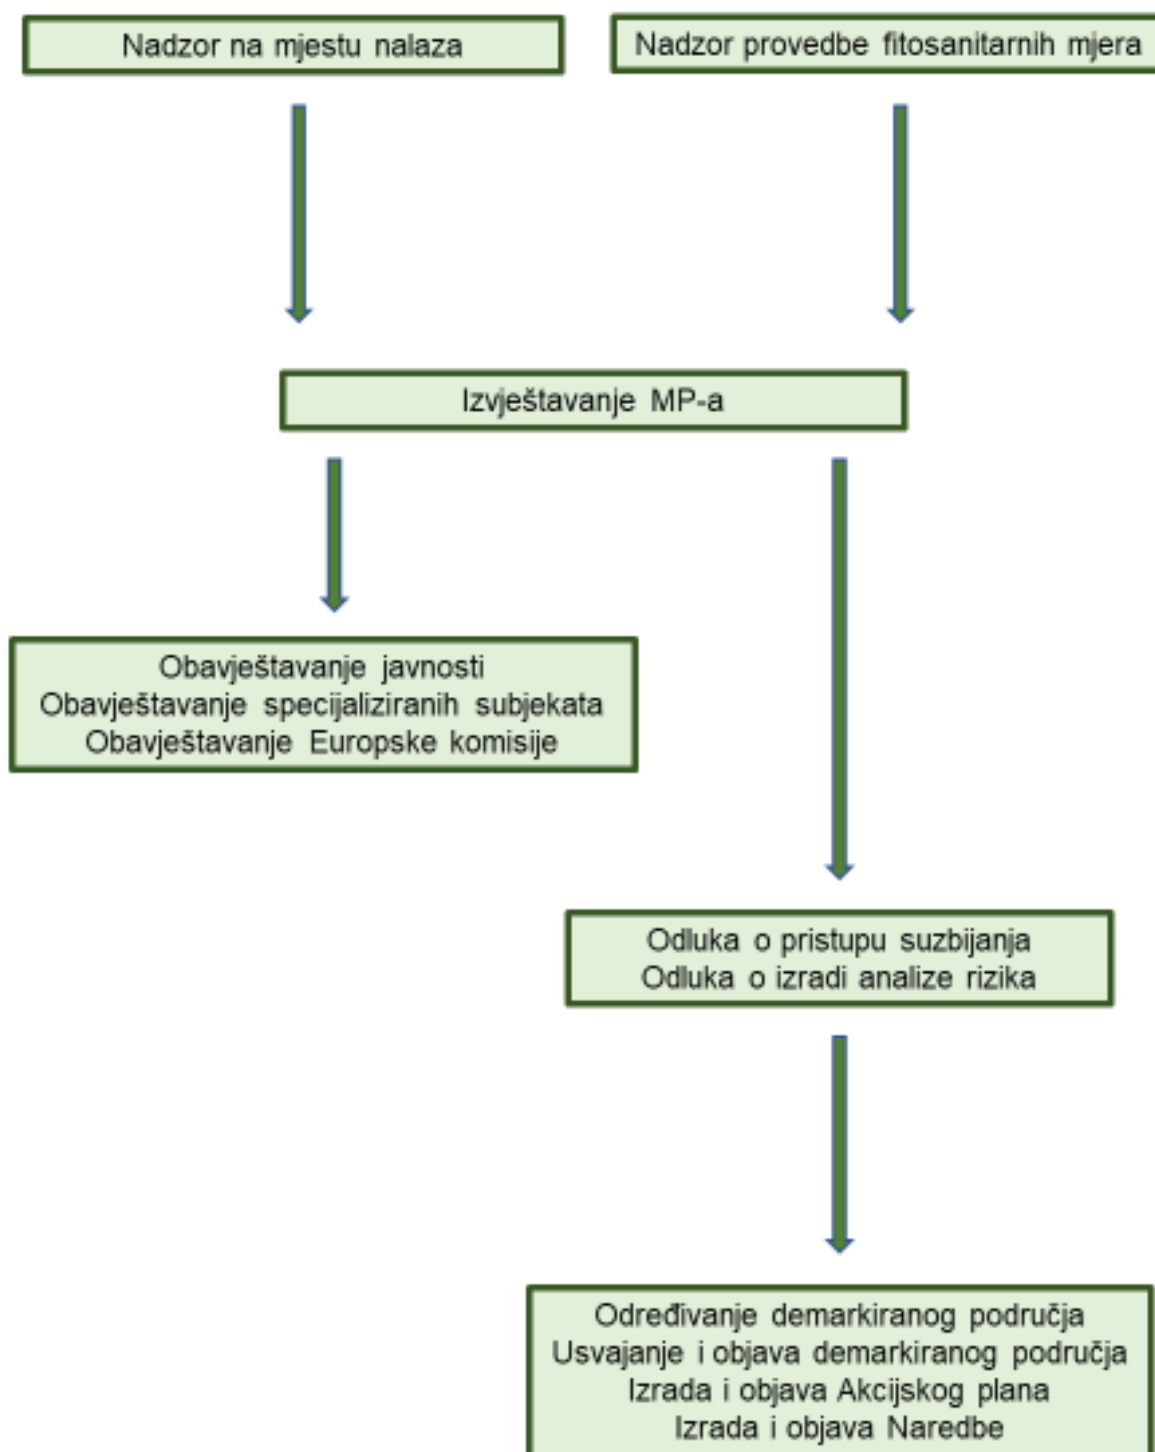 Nadzor na mjestu nalaza
Nadzor provedbe fitosanitarnih mjera
Izvještavanje MP-a
Obavještavanje javnosti
Obavještavanje specijaliziranih subjekata
Obavještavanje Europske komisije
Odluka o pristupu suzbijanja
Odluka o izradi analize rizika
Određivanje demarkiranog područja
Usvajanje i objava demarkiranog područja
Izrada i objava Akcijskog plana
Izrada i objava Naredbe